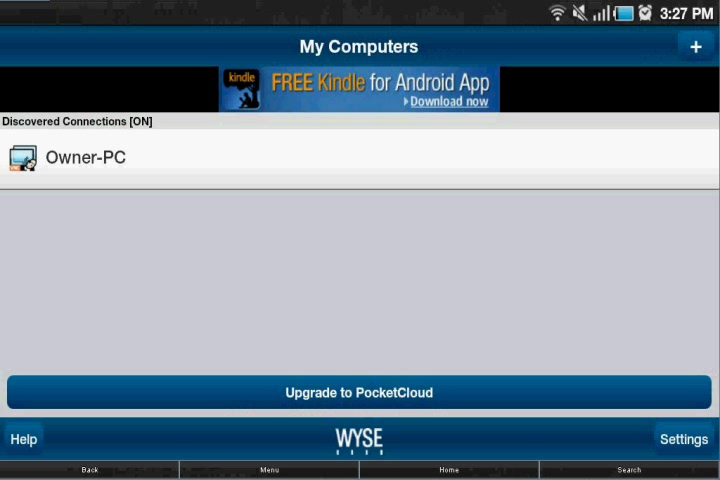 3:27 PM
My Computers
+
kindle
FREE Kindle for Android App
Download now
Discovered Connections [ON]
Owner-PC
Upgrade to PocketCloud
Help
WYSE
Settings
Back
Menu
Home
Search